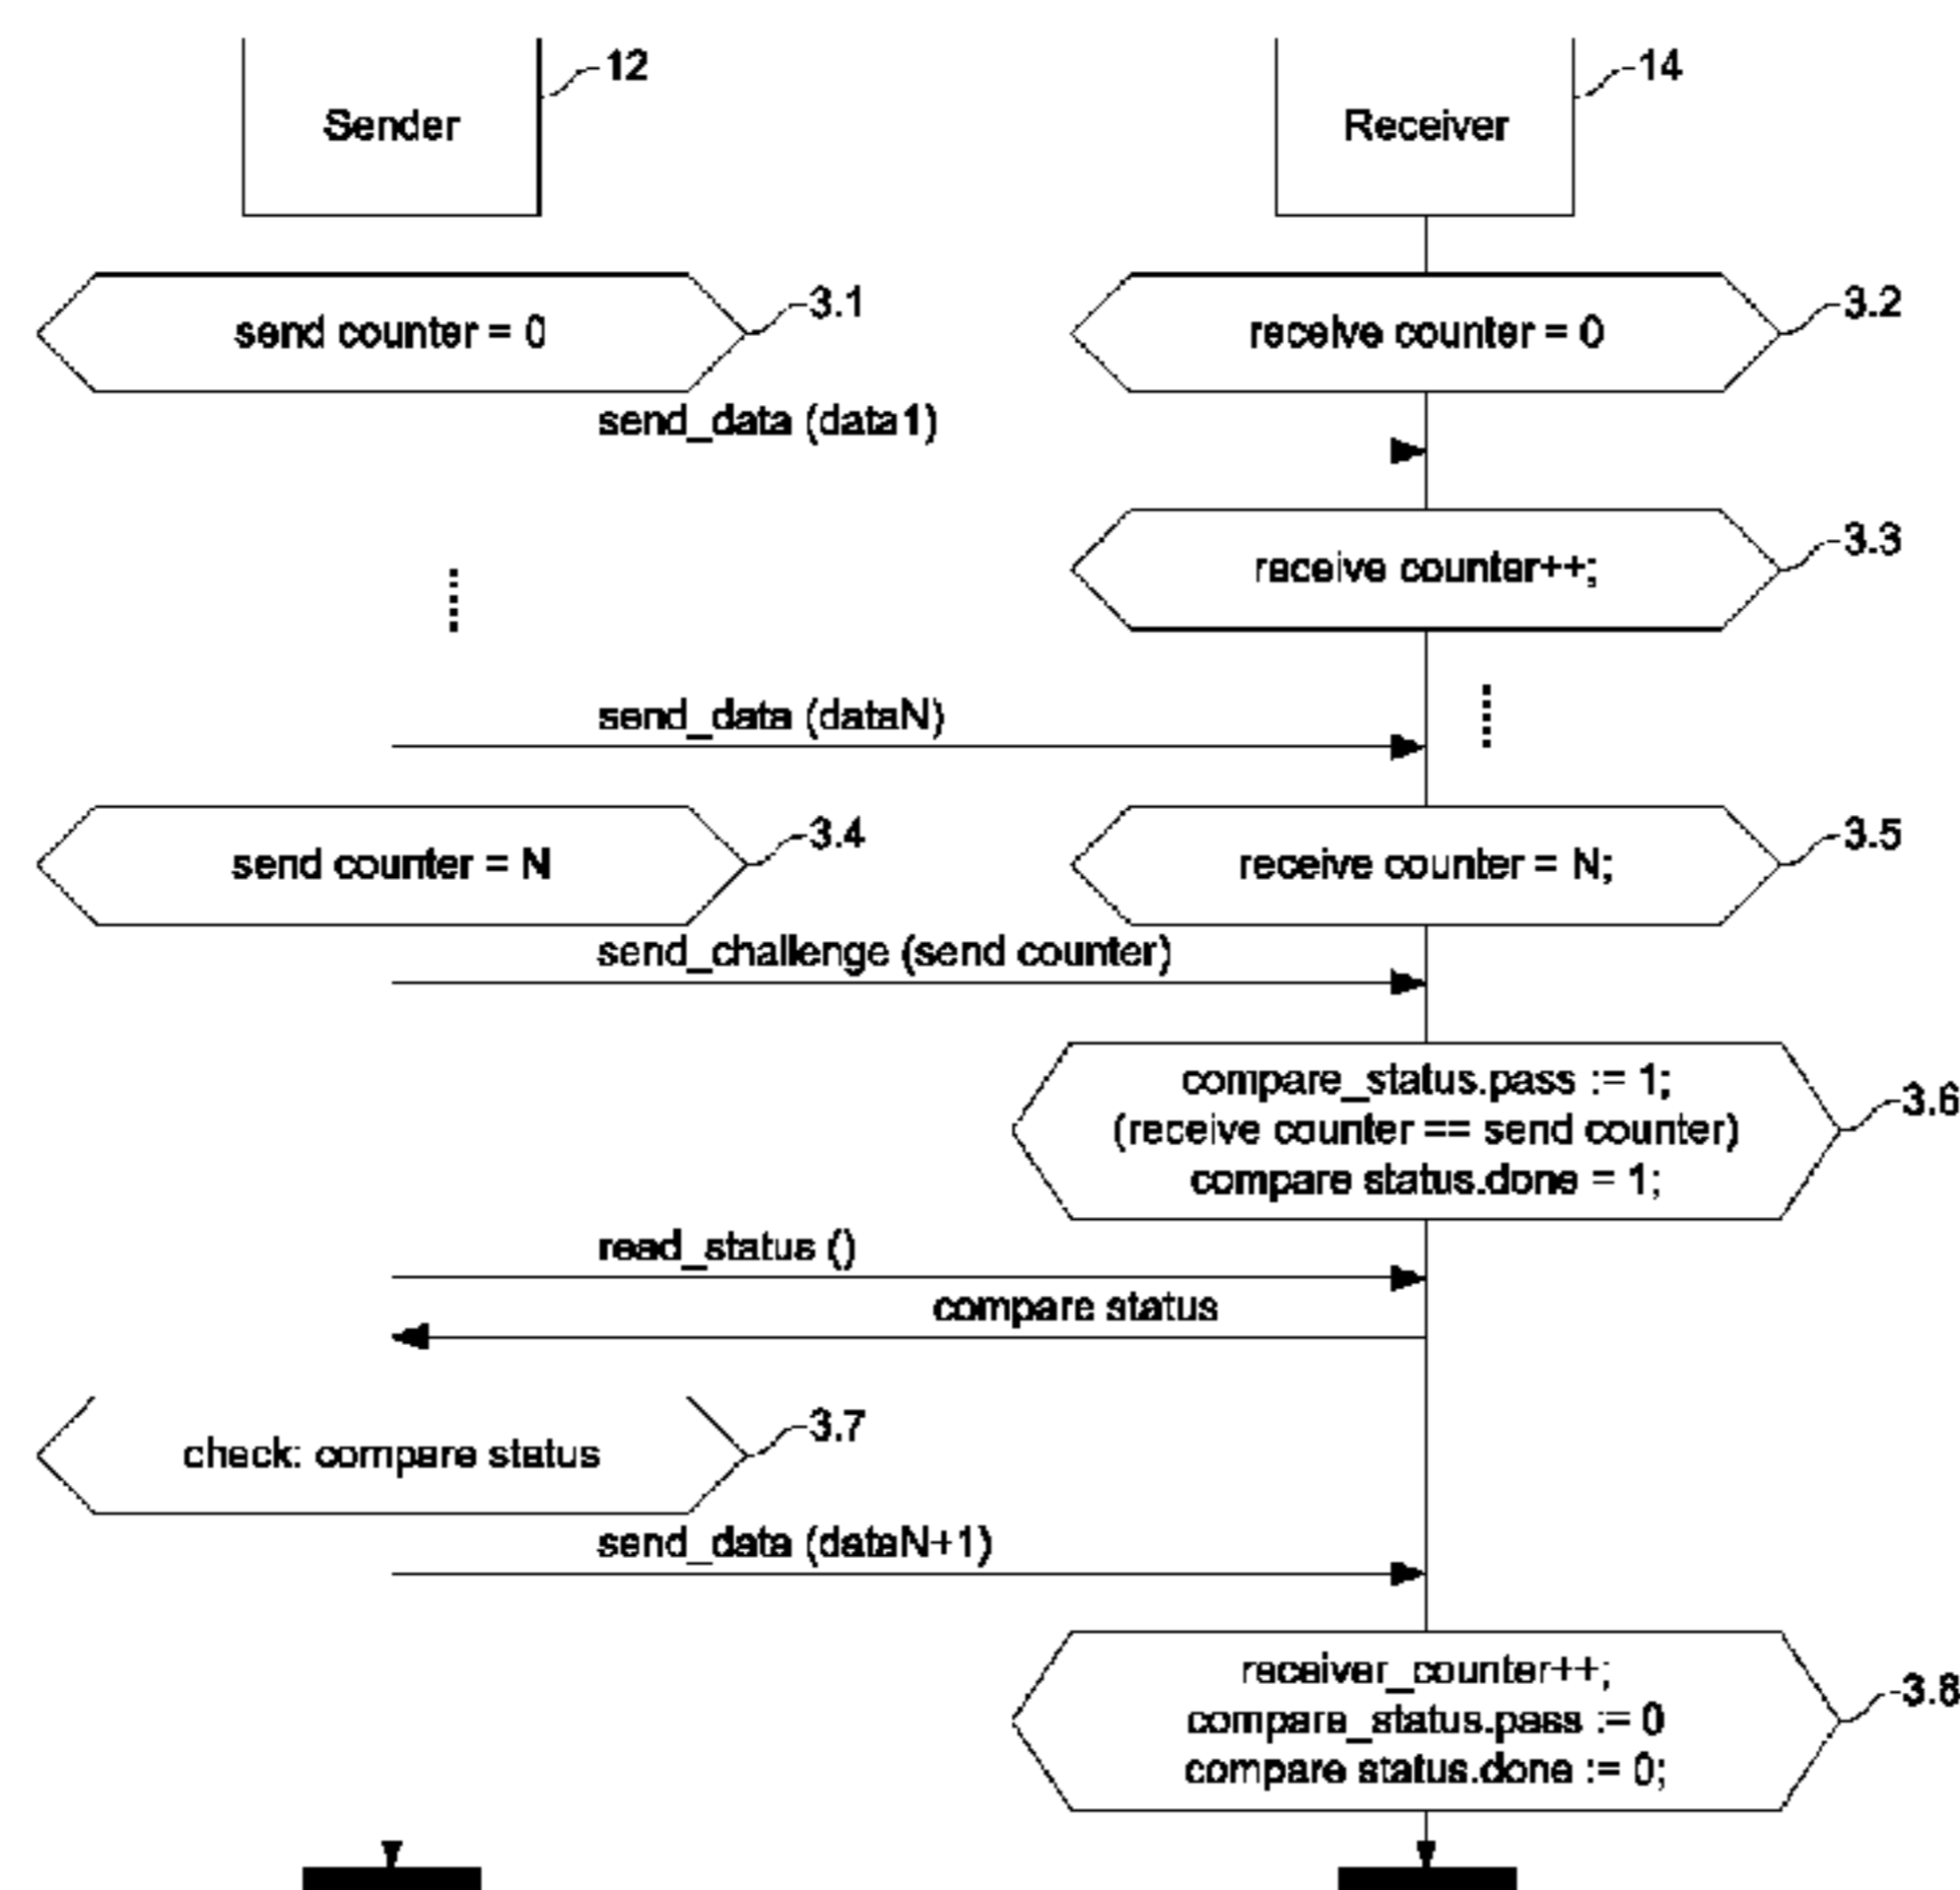 12
14
Sender
Receiver
3.1
3.2
send counter = 0
receive counter = 0
send_data (data1)
3.3
receive counter++;
send_data (dataN)
3.4
3.5
send counter = N
receive counter = N;
send_challenge (send counter)
compare_status.pass := 1;
3.6
(receive counter == send counter)
compare status.done = 1;
read_status ()
compare status
3.7
check: compare status
send_data (dataN+1)
receiver_counter++;
3.8
compare_status.pass := 0
compare status.done := 0;